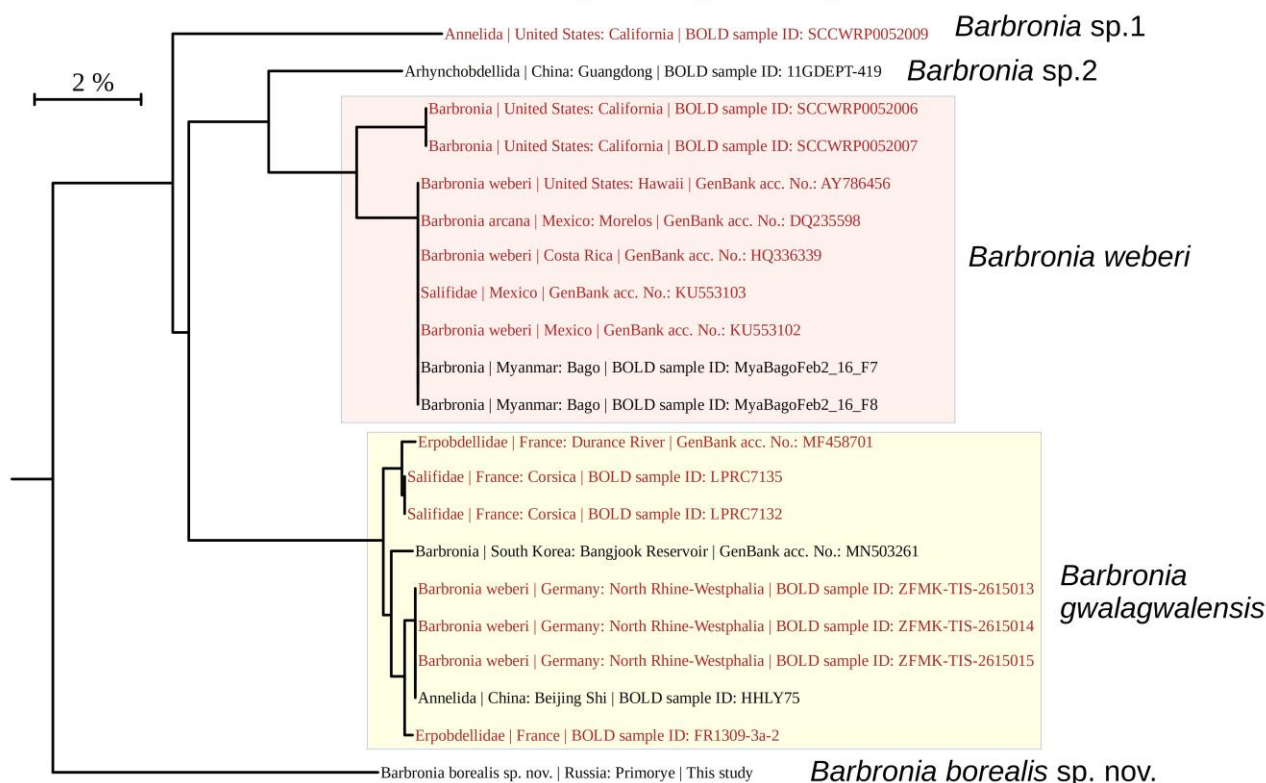 Annelida | United States: California | BOLD sample ID: SCCWRP0052009
Barbronia sp.1
Arhynchobdellida | China: Guangdong | BOLD sample ID: 11GDEPT-419
Barbronia sp.2
2 %
Barbronia | United States: California | BOLD sample ID: SCCWRP0052006
Barbronia | United States: California | BOLD sample ID: SCCWRP0052007
Barbronia weberi | United States: Hawaii | GenBank acc. No.: AY786456
Barbronia arcana | Mexico: Morelos | GenBank acc. No.: DQ235598
Barbronia weberi | Costa Rica | GenBank acc. No.: HQ336339
Barbronia weberi
Salifidae | Mexico | GenBank acc. No.: KU553103
Barbronia weberi | Mexico | GenBank acc. No.: KU553102
Barbronia | Myanmar: Bago | BOLD sample ID: MyaBagoFeb2_16_F7
Barbronia | Myanmar: Bago | BOLD sample ID: MyaBagoFeb2_16_F8
Erpobdellidae | France: Durance River | GenBank acc. No.: MF458701
Salifidae | France: Corsica | BOLD sample ID: LPRC7135
Salifidae | France: Corsica | BOLD sample ID: LPRC7132
Barbronia | South Korea: Bangjook Reservoir | GenBank acc. No.: MN503261
Barbronia
gwalagwalensis
Barbronia weberi | Germany: North Rhine-Westphalia | BOLD sample ID: ZFMK-TIS-2615013
Barbronia weberi | Germany: North Rhine-Westphalia | BOLD sample ID: ZFMK-TIS-2615014
Barbronia weberi | Germany: North Rhine-Westphalia | BOLD sample ID: ZFMK-TIS-2615015
Annelida | China: Beijing Shi | BOLD sample ID: HHLY75
Erpobdellidae | France | BOLD sample ID: FR1309-3a-2
Barbronia borealis sp. nov. | Russia: Primorye | This study
Barbronia borealis sp. nov.